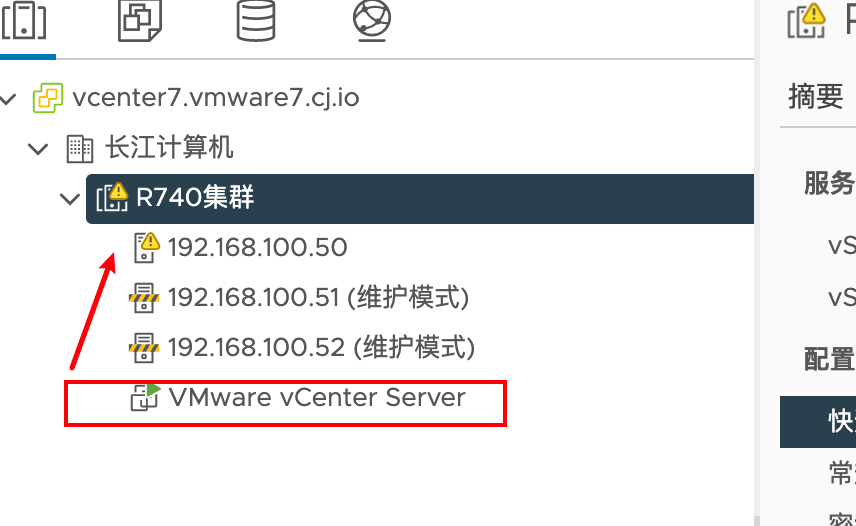 vcenter7.vmware7.cj.io
长江计算机
R740集群
192.168.100.50
192.168.100.51 (维护模式)
192.168.100.52 (维护模式)
VMware vCenter Server
摘要
服务
vS
vS
配置
快
常